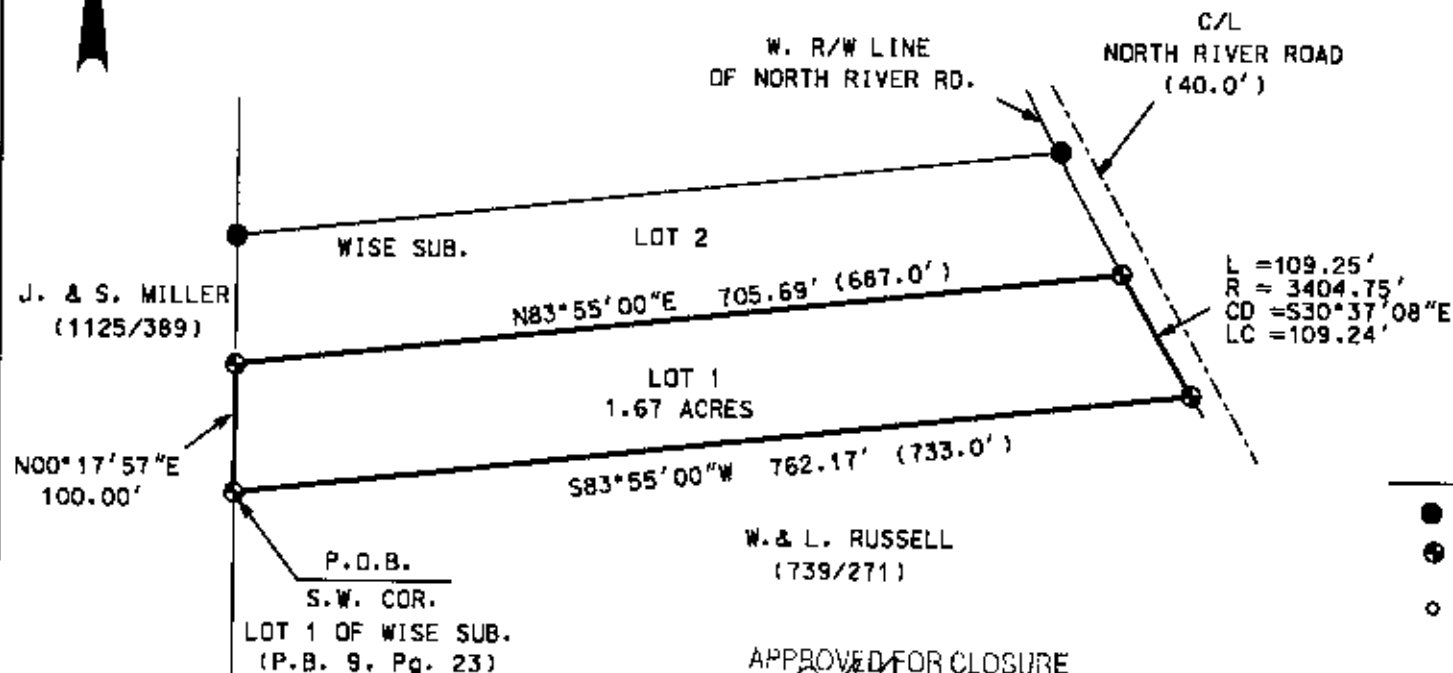 C/L
NORTH RIVER ROAD
(40.0')
W. R/W LINE
OF NORTH RIVER RD.
WISE SUB.
LOT 2
J. & S. MILLER
(1125/389)
N83°55'00"E 705.69' (687.0')
L =109.25'
R = 3404.75'
CD =S30°37'08"E
LC =109.24'
LOT 1
1.67 ACRES
N00°17'57"E
100.00'
S83°55'00"W 762.17' (733.0')
W.& L. RUSSELL
(739/271)
P.O.B.
S.W. COR.
LOT 1 OF WISE SUB.
(P.B. 9. Pg. 23)
APPROVED FOR CLOSURE